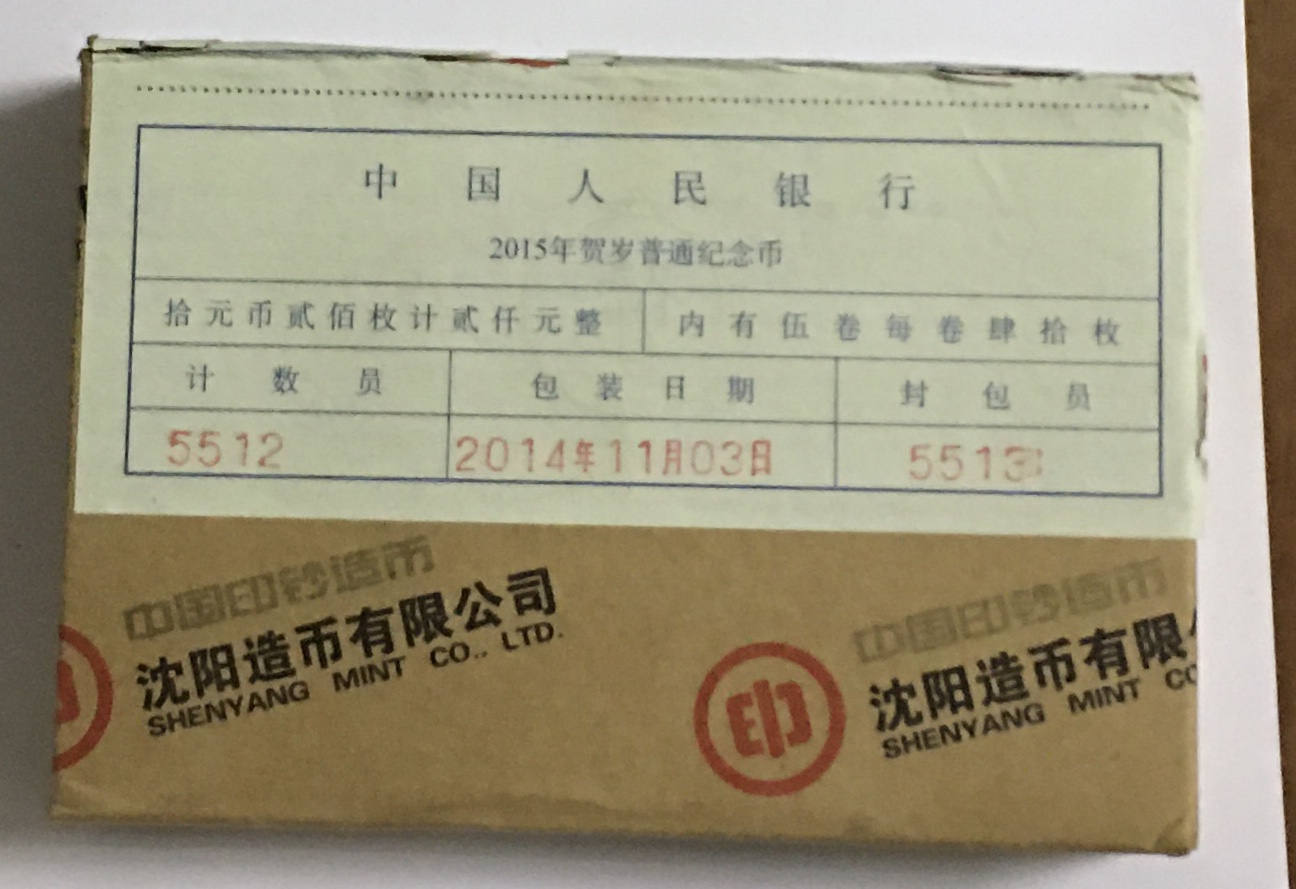 中国人民银行
2015年贺岁普通纪念币
拾元币贰佰枚计贰仟元整 内有伍卷每卷肆拾枚
计数员 包装日期 封包员
5512 2014年11月03日 5513
中国印钞造币
沈阳造币有限公司
SHENYANG MINT CO., LTD.
印
中国印钞造币
沈阳造币有限
SHENYANG MINT CO